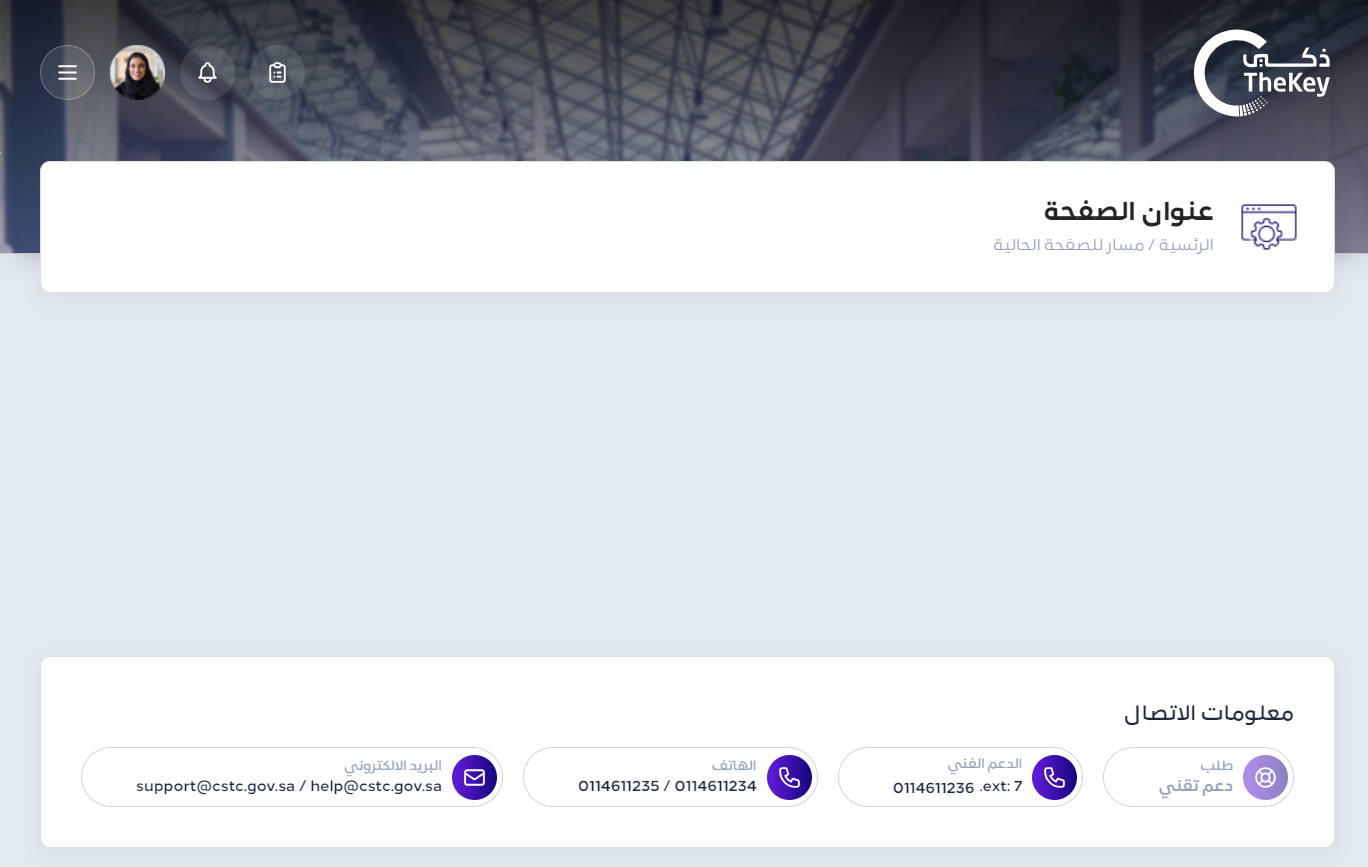 ذكي
TheKey
عنوان الصفحة
الرئسية / مسار للصفحة الحالية
معلومات الاتصال
طلب
دعم تقني
الدعم الفني
0114611236 .ext: 7
الهاتف
0114611235 / 0114611234
البريد الالكتروني
support@cstc.gov.sa / help@cstc.gov.sa